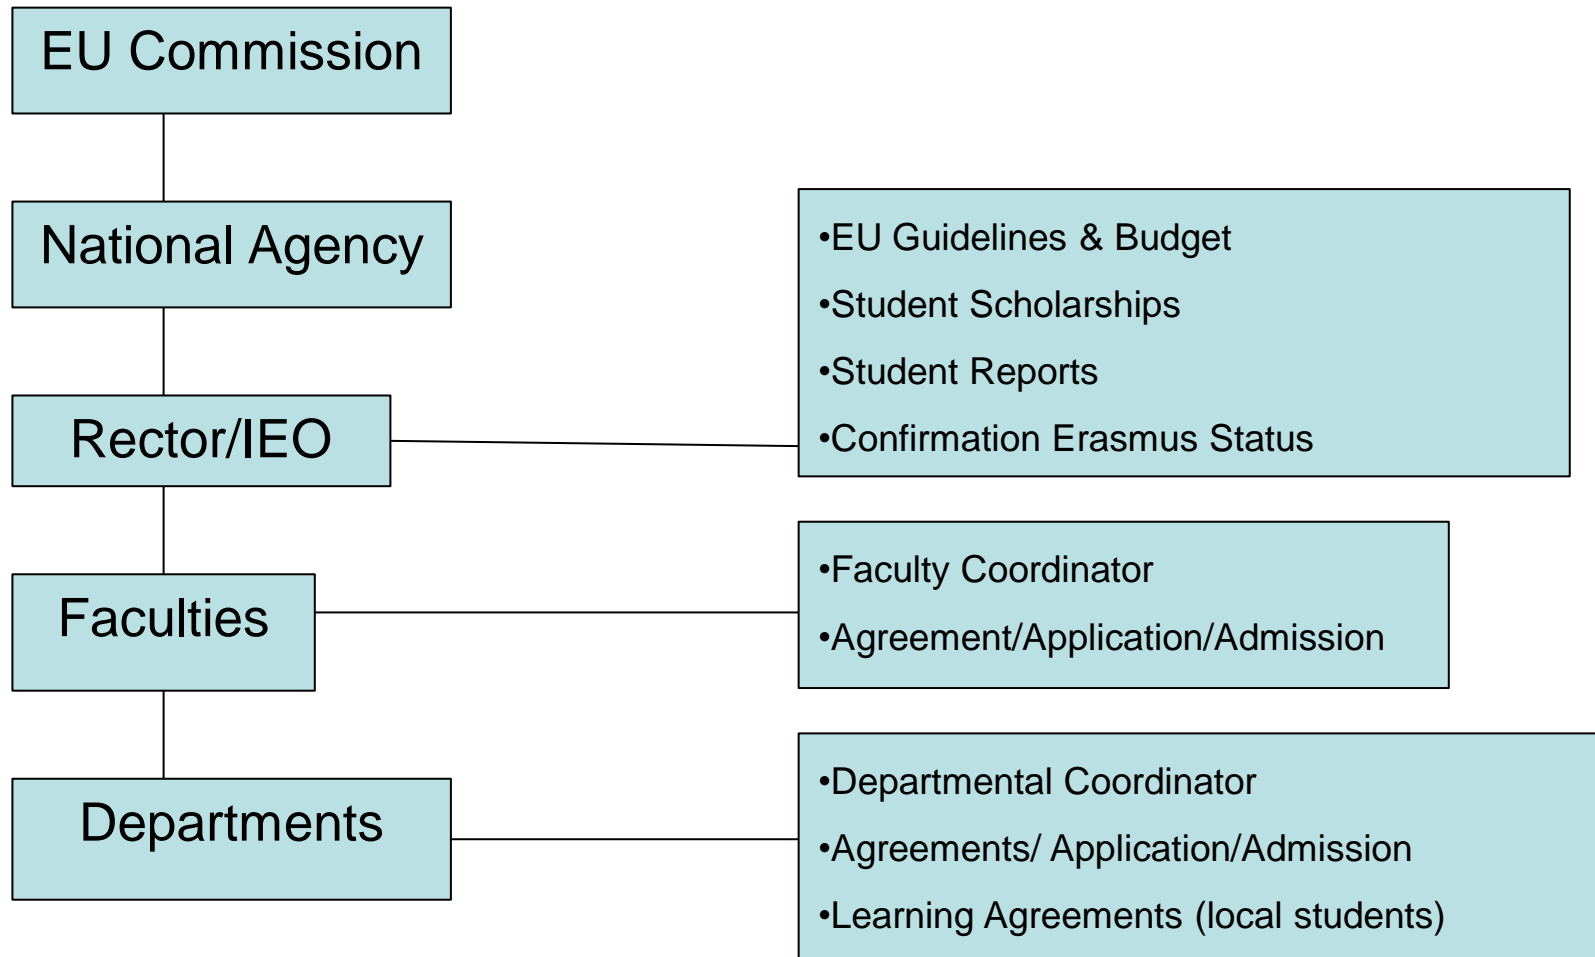 EU Commission
National Agency
•EU Guidelines & Budget
•Student Scholarships
•Student Reports
•Confirmation Erasmus Status
Rector/IEO
Faculties
•Faculty Coordinator
•Agreement/Application/Admission
Departments
•Departmental Coordinator
•Agreements/ Application/Admission
•Learning Agreements (local students)